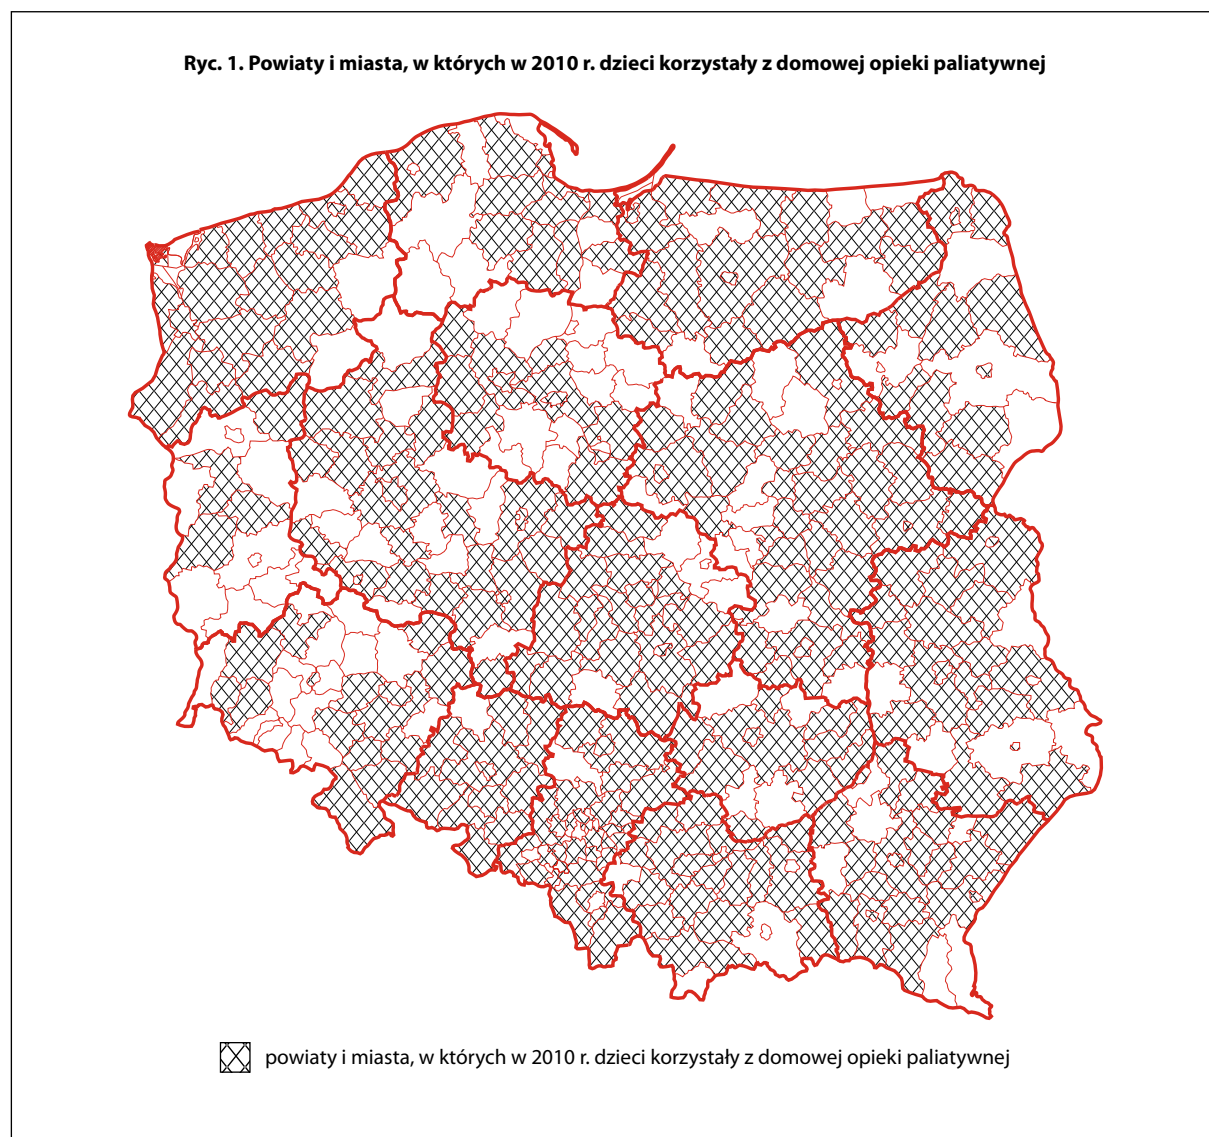 Ryc. 1. Powiaty i miasta, w których w 2010 r. dzieci korzystały z domowej opieki paliatywnej
powiaty i miasta, w których w 2010 r. dzieci korzystały z domowej opieki paliatywnej